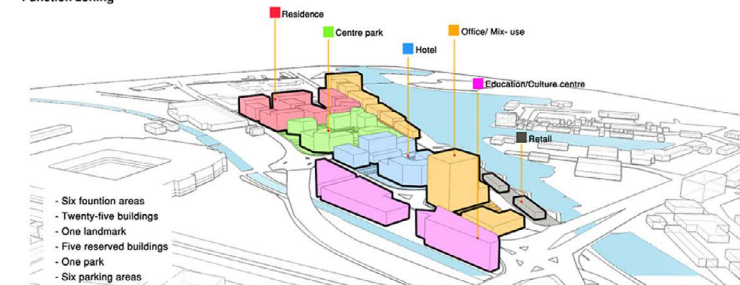 Function zoning
Residence
Centre park
Office/ Mix- use
Hotel
Education/Culture centre
Retail
- Six fountion areas
- Twenty-five buildings
- One landmark
- Five reserved buildings
- One park
- Six parking areas